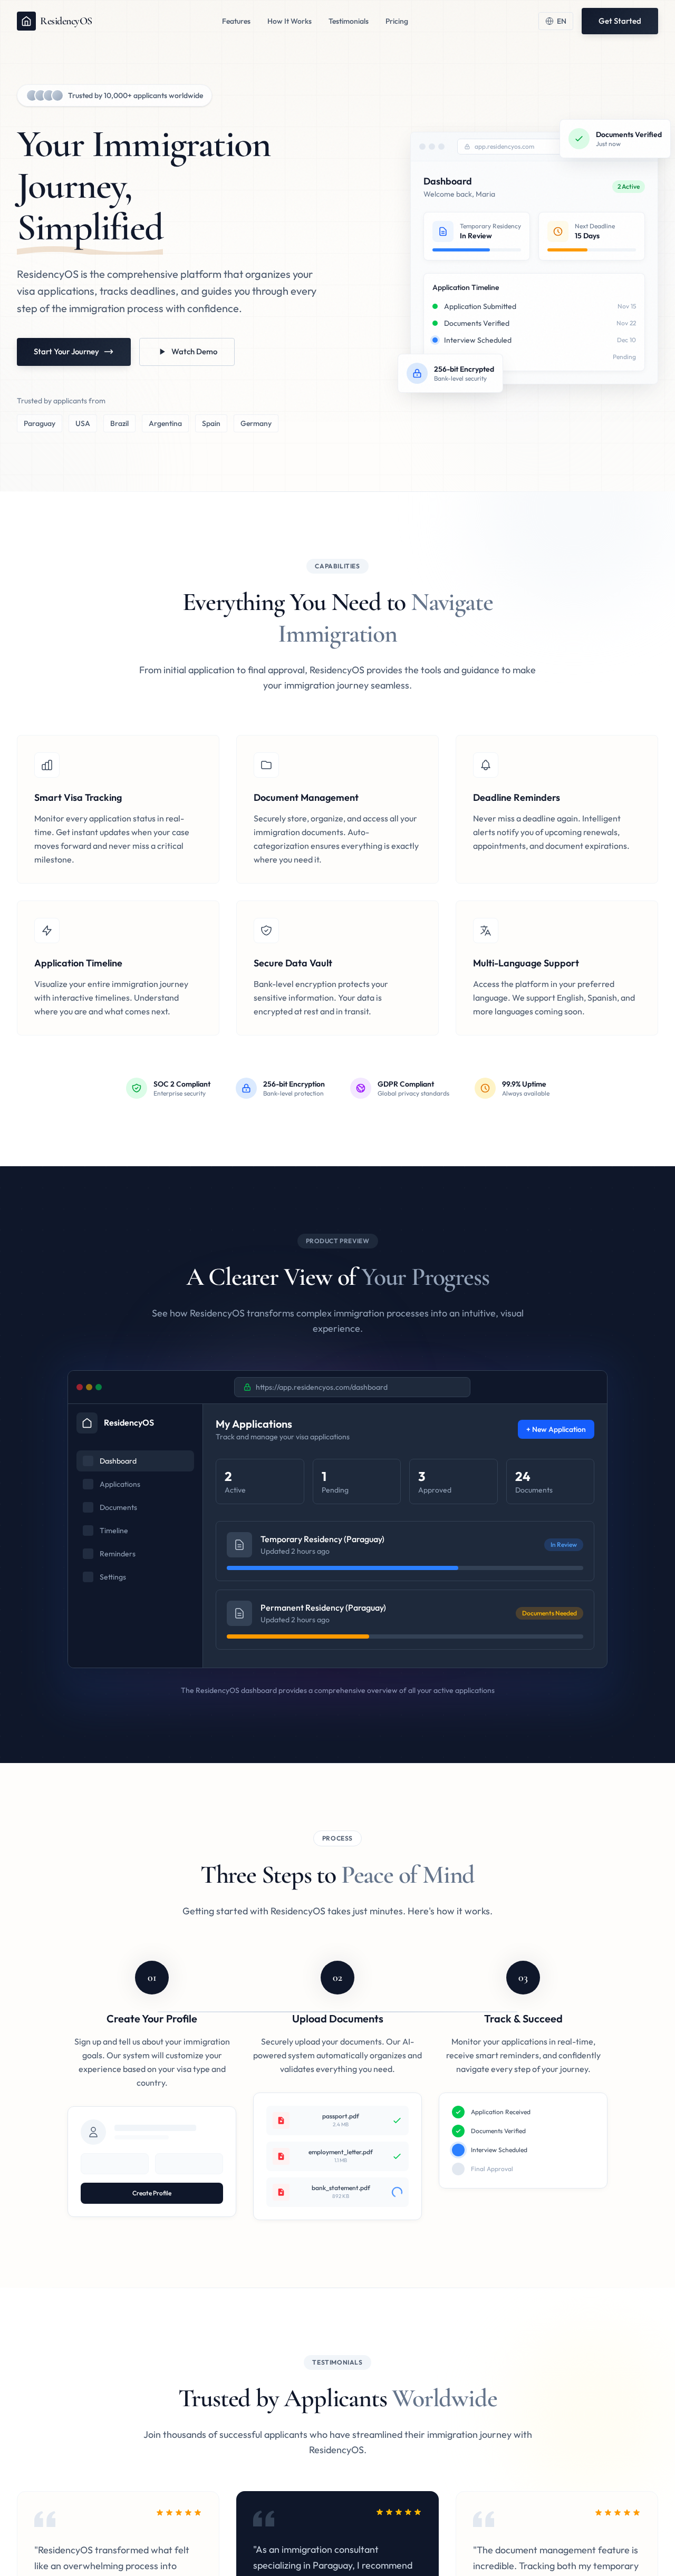 ResidencyOS
Features
How It Works
Testimonials
Pricing
EN
Get Started
Trusted by 10,000+ applicants worldwide
Your Immigration
Journey,
Simplified
ResidencyOS is the comprehensive platform that organizes your
visa applications, tracks deadlines, and guides you through every
step of the immigration process with confidence.
Start Your Journey
Watch Demo
Trusted by applicants from
Paraguay
USA
Brazil
Argentina
Spain
Germany
app.residencyos.com
Documents Verified
Just now
Dashboard
Welcome back, Maria
2 Active
Temporary Residency
In Review
Next Deadline
15 Days
Application Timeline
Application Submitted
Nov 15
Documents Verified
Nov 22
Interview Scheduled
Dec 10
Pending
256-bit Encrypted
Bank-level security
CAPABILITIES
Everything You Need to Navigate
Immigration
From initial application to final approval, ResidencyOS provides the tools and guidance to make
your immigration journey seamless.
Smart Visa Tracking
Monitor every application status in real-
time. Get instant updates when your case
moves forward and never miss a critical
milestone.
Document Management
Securely store, organize, and access all your
immigration documents. Auto-
categorization ensures everything is exactly
where you need it.
Deadline Reminders
Never miss a deadline again. Intelligent
alerts notify you of upcoming renewals,
appointments, and document expirations.
Application Timeline
Visualize your entire immigration journey
with interactive timelines. Understand
where you are and what comes next.
Secure Data Vault
Bank-level encryption protects your
sensitive information. Your data is
encrypted at rest and in transit.
Multi-Language Support
Access the platform in your preferred
language. We support English, Spanish, and
more languages coming soon.
SOC 2 Compliant
Enterprise security
256-bit Encryption
Bank-level protection
GDPR Compliant
Global privacy standards
99.9% Uptime
Always available
PRODUCT PREVIEW
A Clearer View of Your Progress
See how ResidencyOS transforms complex immigration processes into an intuitive, visual
experience.
https://app.residencyos.com/dashboard
ResidencyOS
Dashboard
Applications
Documents
Timeline
Reminders
Settings
My Applications
Track and manage your visa applications
+ New Application
2
Active
1
Pending
3
Approved
24
Documents
Temporary Residency (Paraguay)
Updated 2 hours ago
In Review
Permanent Residency (Paraguay)
Updated 2 hours ago
Documents Needed
The ResidencyOS dashboard provides a comprehensive overview of all your active applications
PROCESS
Three Steps to Peace of Mind
Getting started with ResidencyOS takes just minutes. Here's how it works.
01
Create Your Profile
Sign up and tell us about your immigration
goals. Our system will customize your
experience based on your visa type and
country.
Create Profile
02
Upload Documents
Securely upload your documents. Our AI-
powered system automatically organizes and
validates everything you need.
passport.pdf
2.4 MB
employment_letter.pdf
1.1 MB
bank_statement.pdf
892 KB
03
Track & Succeed
Monitor your applications in real-time,
receive smart reminders, and confidently
navigate every step of your journey.
Application Received
Documents Verified
Interview Scheduled
Final Approval
TESTIMONIALS
Trusted by Applicants Worldwide
Join thousands of successful applicants who have streamlined their immigration journey with
ResidencyOS.
"ResidencyOS transformed what felt
like an overwhelming process into
"As an immigration consultant
specializing in Paraguay, I recommend
"The document management feature is
incredible. Tracking both my temporary